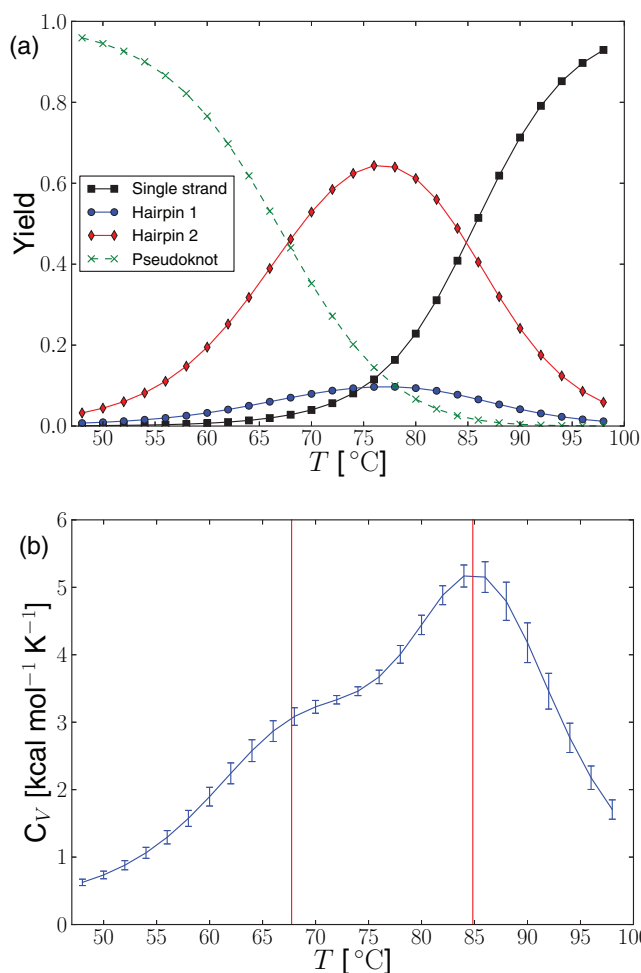 (a)
1.0
0.8
0.6
0.4
0.2
0.0
Yield
Single strand
Hairpin 1
Hairpin 2
Pseudoknot
50 55 60 65 70 75 80 85 90 95 100
T [°C]
(b)
6
5
4
3
2
1
0
C_V [kcal mol⁻¹ K⁻¹]
50 55 60 65 70 75 80 85 90 95 100
T [°C]